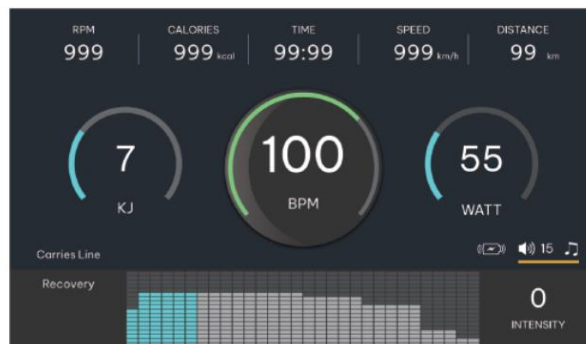 RPM CALORIES TIME SPEED DISTANCE
999 999 kcal 99:99 999 km/h 99 km
7 100 55
KJ BPM WATT
15
Carries Line
Recovery
0
INTENSITY